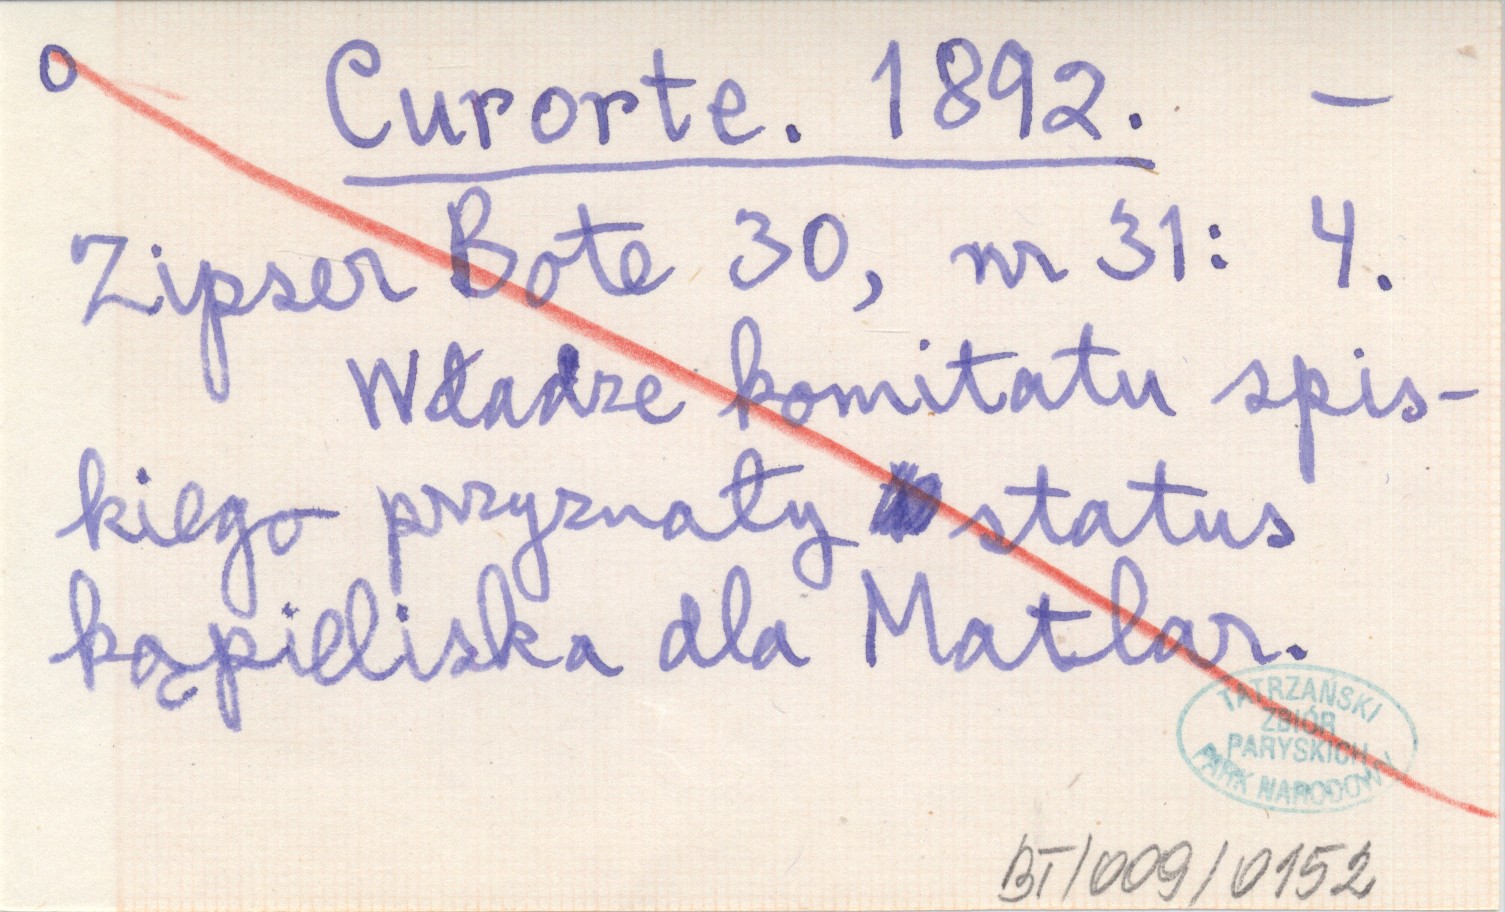 o Curorte. 1892. –
Zipser Bote 30, nr 31: 4.
Władze komitatu spis-
kiego przyznały status
kąpieliska dla Matlar.
TATRZAŃSKI
ZBIÓR
PARYSKICH
PARK NARODOWY
BT/009/0152